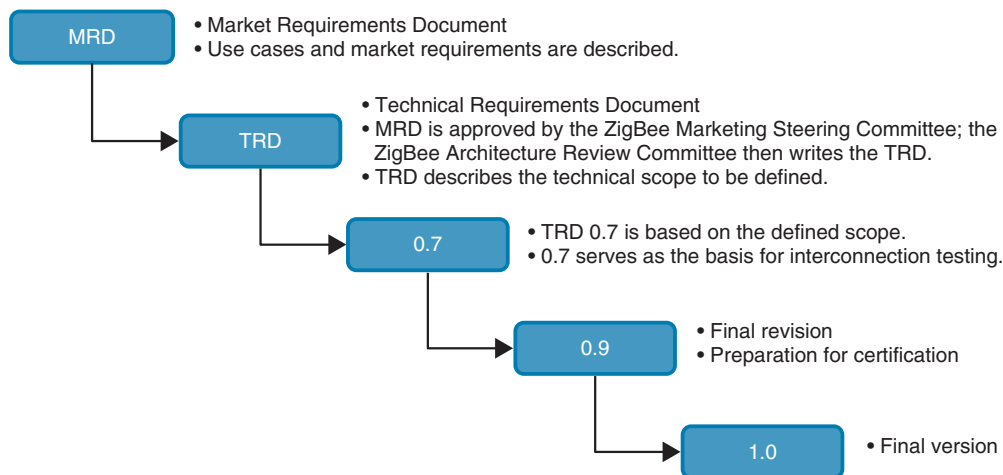 MRD
• Market Requirements Document
• Use cases and market requirements are described.
TRD
• Technical Requirements Document
• MRD is approved by the ZigBee Marketing Steering Committee; the
ZigBee Architecture Review Committee then writes the TRD.
• TRD describes the technical scope to be defined.
0.7
• TRD 0.7 is based on the defined scope.
• 0.7 serves as the basis for interconnection testing.
0.9
• Final revision
• Preparation for certification
1.0
• Final version